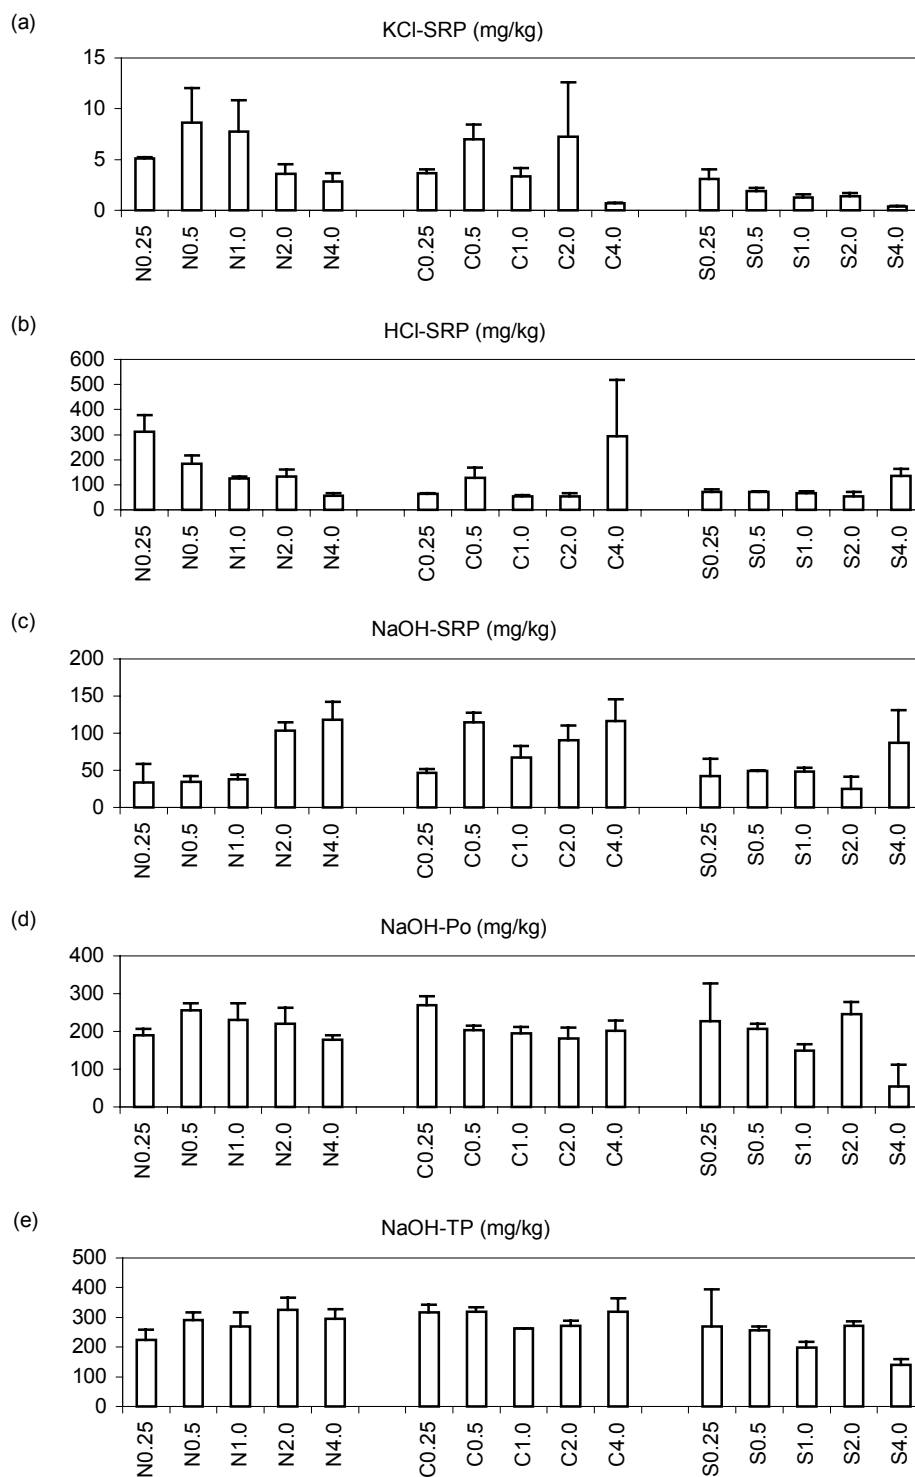 (a)
KCl-SRP (mg/kg)
15
10
5
0
N0.25 N0.5 N1.0 N2.0 N4.0 C0.25 C0.5 C1.0 C2.0 C4.0 S0.25 S0.5 S1.0 S2.0 S4.0
(b)
HCl-SRP (mg/kg)
600
500
400
300
200
100
0
N0.25 N0.5 N1.0 N2.0 N4.0 C0.25 C0.5 C1.0 C2.0 C4.0 S0.25 S0.5 S1.0 S2.0 S4.0
(c)
NaOH-SRP (mg/kg)
200
150
100
50
0
N0.25 N0.5 N1.0 N2.0 N4.0 C0.25 C0.5 C1.0 C2.0 C4.0 S0.25 S0.5 S1.0 S2.0 S4.0
(d)
NaOH-Po (mg/kg)
400
300
200
100
0
N0.25 N0.5 N1.0 N2.0 N4.0 C0.25 C0.5 C1.0 C2.0 C4.0 S0.25 S0.5 S1.0 S2.0 S4.0
(e)
NaOH-TP (mg/kg)
500
400
300
200
100
0
N0.25 N0.5 N1.0 N2.0 N4.0 C0.25 C0.5 C1.0 C2.0 C4.0 S0.25 S0.5 S1.0 S2.0 S4.0